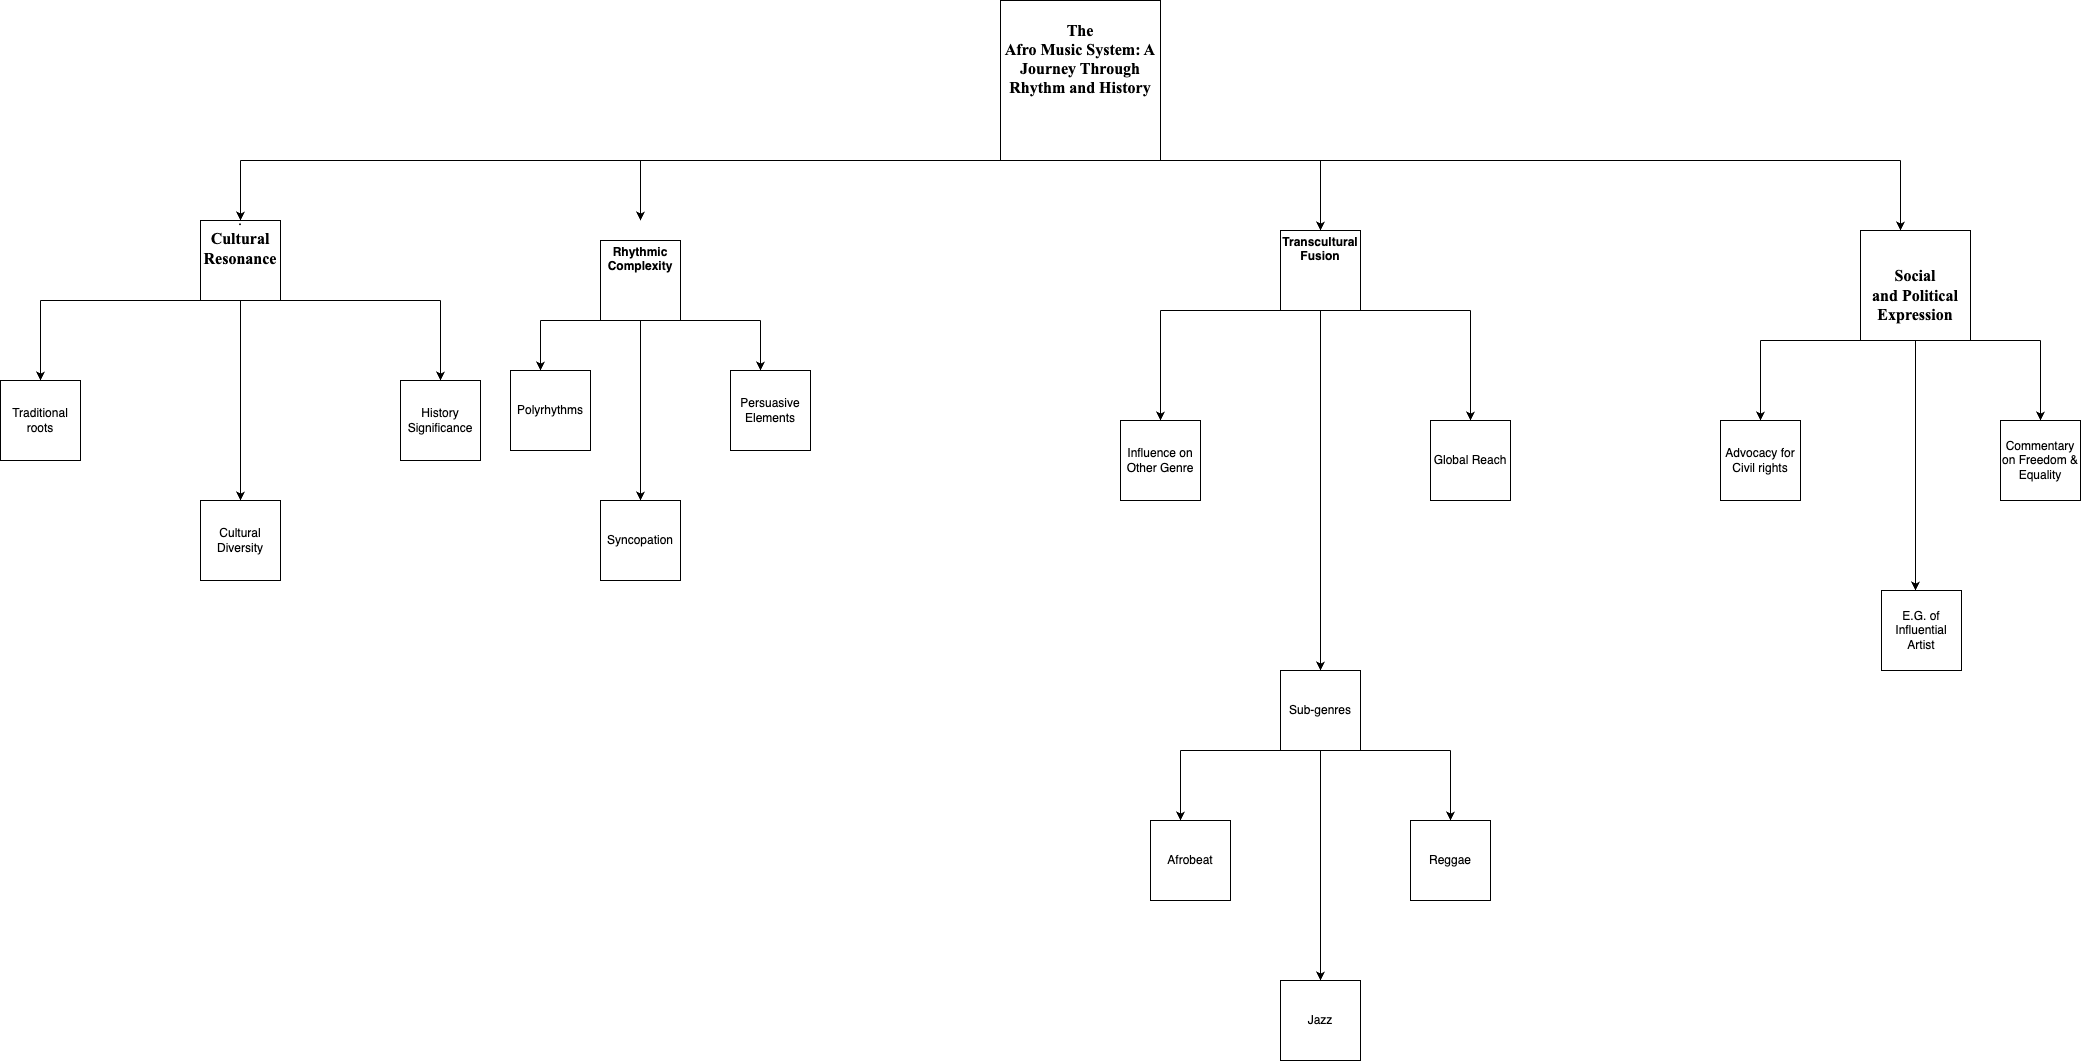 The
Afro Music System: A
Journey Through
Rhythm and History
Cultural
Resonance
Rhythmic
Complexity
Transcultural
Fusion
Social
and Political
Expression
Traditional
roots
History
Significance
Polyrhythms
Persuasive
Elements
Influence on
Other Genre
Global Reach
Advocacy for
Civil rights
Commentary
on Freedom &
Equality
Cultural
Diversity
Syncopation
E.G. of
Influential
Artist
Sub-genres
Afrobeat
Reggae
Jazz